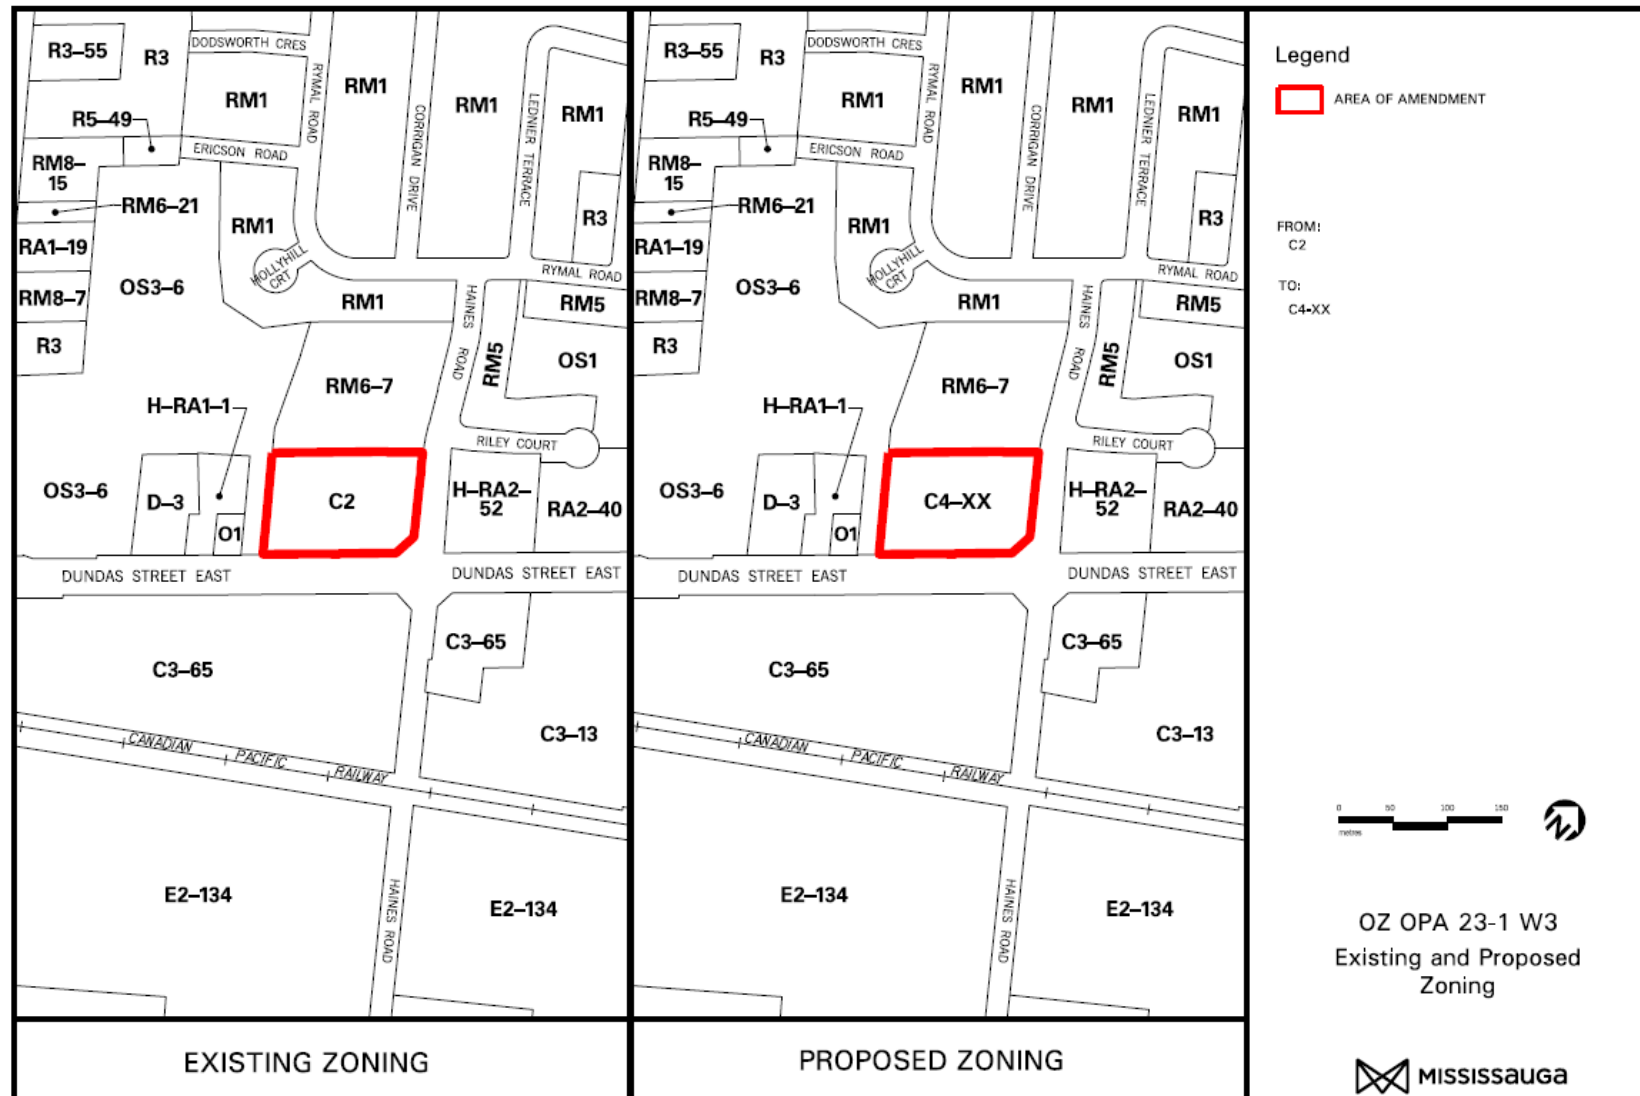 DODSWORTH CRES
R3–55
R3
RM1
RYMAL ROAD
RM1
CORRIGAN DRIVE
RM1
LEDNIER TERRACE
RM1
R5–49
ERICSON ROAD
RM8–
15
RM6–21
RM1
R3
RA1–19
HOLLYHILL
CRT
RYMAL ROAD
RM8–7
OS3–6
RM1
HAINES
ROAD
RM5
R3
RM5
OS1
RM6–7
H–RA1–1
RILEY COURT
OS3–6
D–3
C2
H–RA2–
52
RA2–40
O1
DUNDAS STREET EAST
DUNDAS STREET EAST
C3–65
C3–65
C3–13
CANADIAN
PACIFIC
RAILWAY
E2–134
HAINES ROAD
E2–134
EXISTING ZONING
DODSWORTH CRES
R3–55
R3
RM1
RYMAL ROAD
RM1
CORRIGAN DRIVE
RM1
LEDNIER TERRACE
RM1
R5–49
ERICSON ROAD
RM8–
15
RM6–21
RM1
R3
RA1–19
HOLLYHILL
CRT
RYMAL ROAD
RM8–7
OS3–6
RM1
HAINES
ROAD
RM5
R3
RM5
OS1
RM6–7
H–RA1–1
RILEY COURT
OS3–6
D–3
C4–XX
H–RA2–
52
RA2–40
O1
DUNDAS STREET EAST
DUNDAS STREET EAST
C3–65
C3–65
C3–13
CANADIAN
PACIFIC
RAILWAY
E2–134
HAINES ROAD
E2–134
PROPOSED ZONING
Legend
AREA OF AMENDMENT
FROM:
C2
TO:
C4-XX
0 50 100 150
metres
OZ OPA 23-1 W3
Existing and Proposed
Zoning
MISSISSAUGA